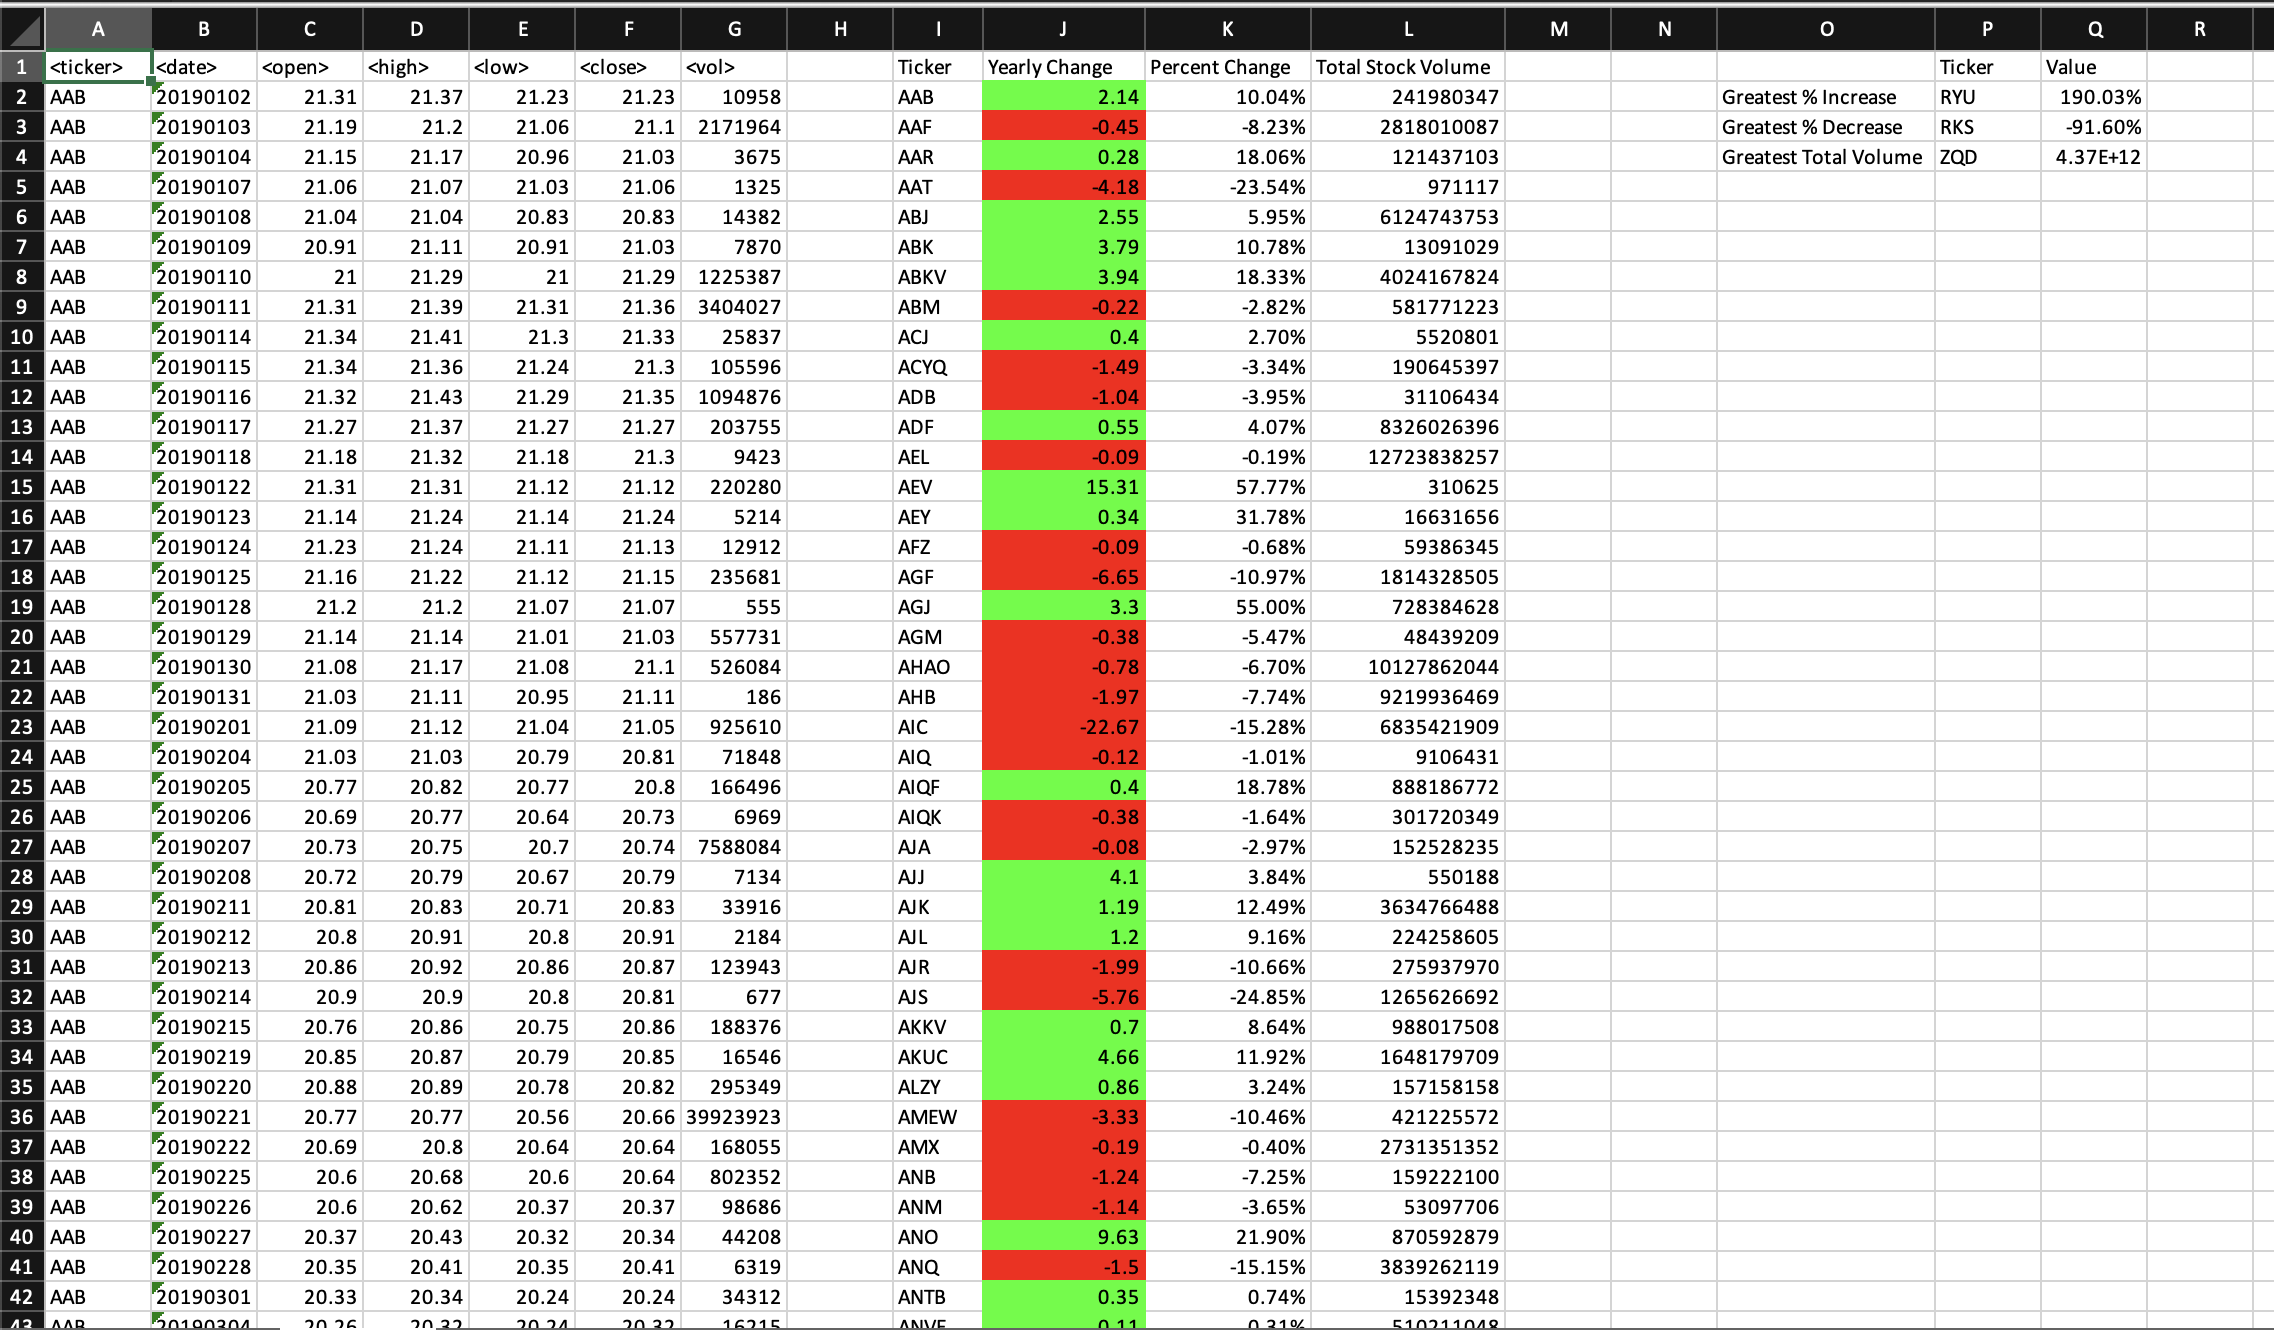 A B C D E F G H I J K L M N O P Q R
1 <ticker> <date> <open> <high> <low> <close> <vol> Ticker Yearly Change Percent Change Total Stock Volume Ticker Value
2 AAB 20190102 21.31 21.37 21.23 21.23 10958 AAB 2.14 10.04% 241980347 Greatest % Increase RYU 190.03%
3 AAB 20190103 21.19 21.2 21.06 21.1 2171964 AAF -0.45 -8.23% 2818010087 Greatest % Decrease RKS -91.60%
4 AAB 20190104 21.15 21.17 20.96 21.03 3675 AAR 0.28 18.06% 121437103 Greatest Total Volume ZQD 4.37E+12
5 AAB 20190107 21.06 21.07 21.03 21.06 1325 AAT -4.18 -23.54% 971117
6 AAB 20190108 21.04 21.04 20.83 20.83 14382 ABJ 2.55 5.95% 6124743753
7 AAB 20190109 20.91 21.11 20.91 21.03 7870 ABK 3.79 10.78% 13091029
8 AAB 20190110 21 21.29 21 21.29 1225387 ABKV 3.94 18.33% 4024167824
9 AAB 20190111 21.31 21.39 21.31 21.36 3404027 ABM -0.22 -2.82% 581771223
10 AAB 20190114 21.34 21.41 21.3 21.33 25837 ACJ 0.4 2.70% 5520801
11 AAB 20190115 21.34 21.36 21.24 21.3 105596 ACYQ -1.49 -3.34% 190645397
12 AAB 20190116 21.32 21.43 21.29 21.35 1094876 ADB -1.04 -3.95% 31106434
13 AAB 20190117 21.27 21.37 21.27 21.27 203755 ADF 0.55 4.07% 8326026396
14 AAB 20190118 21.18 21.32 21.18 21.3 9423 AEL -0.09 -0.19% 12723838257
15 AAB 20190122 21.31 21.31 21.12 21.12 220280 AEV 15.31 57.77% 310625
16 AAB 20190123 21.14 21.24 21.14 21.24 5214 AEY 0.34 31.78% 16631656
17 AAB 20190124 21.23 21.24 21.11 21.13 12912 AFZ -0.09 -0.68% 59386345
18 AAB 20190125 21.16 21.22 21.12 21.15 235681 AGF -6.65 -10.97% 1814328505
19 AAB 20190128 21.2 21.2 21.07 21.07 555 AGJ 3.3 55.00% 728384628
20 AAB 20190129 21.14 21.14 21.01 21.03 557731 AGM -0.38 -5.47% 48439209
21 AAB 20190130 21.08 21.17 21.08 21.1 526084 AHAO -0.78 -6.70% 10127862044
22 AAB 20190131 21.03 21.11 20.95 21.11 186 AHB -1.97 -7.74% 9219936469
23 AAB 20190201 21.09 21.12 21.04 21.05 925610 AIC -22.67 -15.28% 6835421909
24 AAB 20190204 21.03 21.03 20.79 20.81 71848 AIQ -0.12 -1.01% 9106431
25 AAB 20190205 20.77 20.82 20.77 20.8 166496 AIQF 0.4 18.78% 888186772
26 AAB 20190206 20.69 20.77 20.64 20.73 6969 AIQK -0.38 -1.64% 301720349
27 AAB 20190207 20.73 20.75 20.7 20.74 7588084 AJA -0.08 -2.97% 152528235
28 AAB 20190208 20.72 20.79 20.67 20.79 7134 AJJ 4.1 3.84% 550188
29 AAB 20190211 20.81 20.83 20.71 20.83 33916 AJK 1.19 12.49% 3634766488
30 AAB 20190212 20.8 20.91 20.8 20.91 2184 AJL 1.2 9.16% 224258605
31 AAB 20190213 20.86 20.92 20.86 20.87 123943 AJR -1.99 -10.66% 275937970
32 AAB 20190214 20.9 20.9 20.8 20.81 677 AJS -5.76 -24.85% 1265626692
33 AAB 20190215 20.76 20.86 20.75 20.86 188376 AKKV 0.7 8.64% 988017508
34 AAB 20190219 20.85 20.87 20.79 20.85 16546 AKUC 4.66 11.92% 1648179709
35 AAB 20190220 20.88 20.89 20.78 20.82 295349 ALZY 0.86 3.24% 157158158
36 AAB 20190221 20.77 20.77 20.56 20.66 39923923 AMEW -3.33 -10.46% 421225572
37 AAB 20190222 20.69 20.8 20.64 20.64 168055 AMX -0.19 -0.40% 2731351352
38 AAB 20190225 20.6 20.68 20.6 20.64 802352 ANB -1.24 -7.25% 159222100
39 AAB 20190226 20.6 20.62 20.37 20.37 98686 ANM -1.14 -3.65% 53097706
40 AAB 20190227 20.37 20.43 20.32 20.34 44208 ANO 9.63 21.90% 870592879
41 AAB 20190228 20.35 20.41 20.35 20.41 6319 ANQ -1.5 -15.15% 3839262119
42 AAB 20190301 20.33 20.34 20.24 20.24 34312 ANTB 0.35 0.74% 15392348
43 AAB 20190304 20.26 20.32 20.24 20.32 16215 0.11 0.31% 510211048